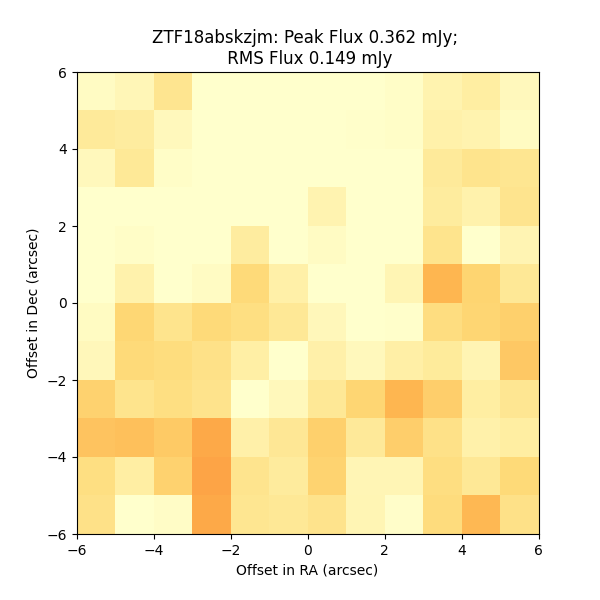 ZTF18abskzjm: Peak Flux 0.362 mJy;
RMS Flux 0.149 mJy
6
4
2
0
−2
−4
−6
Offset in Dec (arcsec)
−6 −4 −2 0 2 4 6
Offset in RA (arcsec)